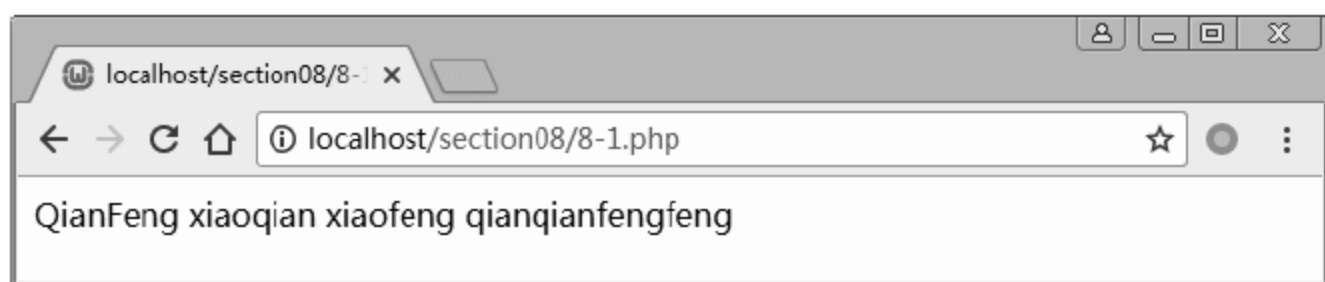 localhost/section08/8-1
localhost/section08/8-1.php
QianFeng xiaoqian xiaofeng qianqianfengfeng